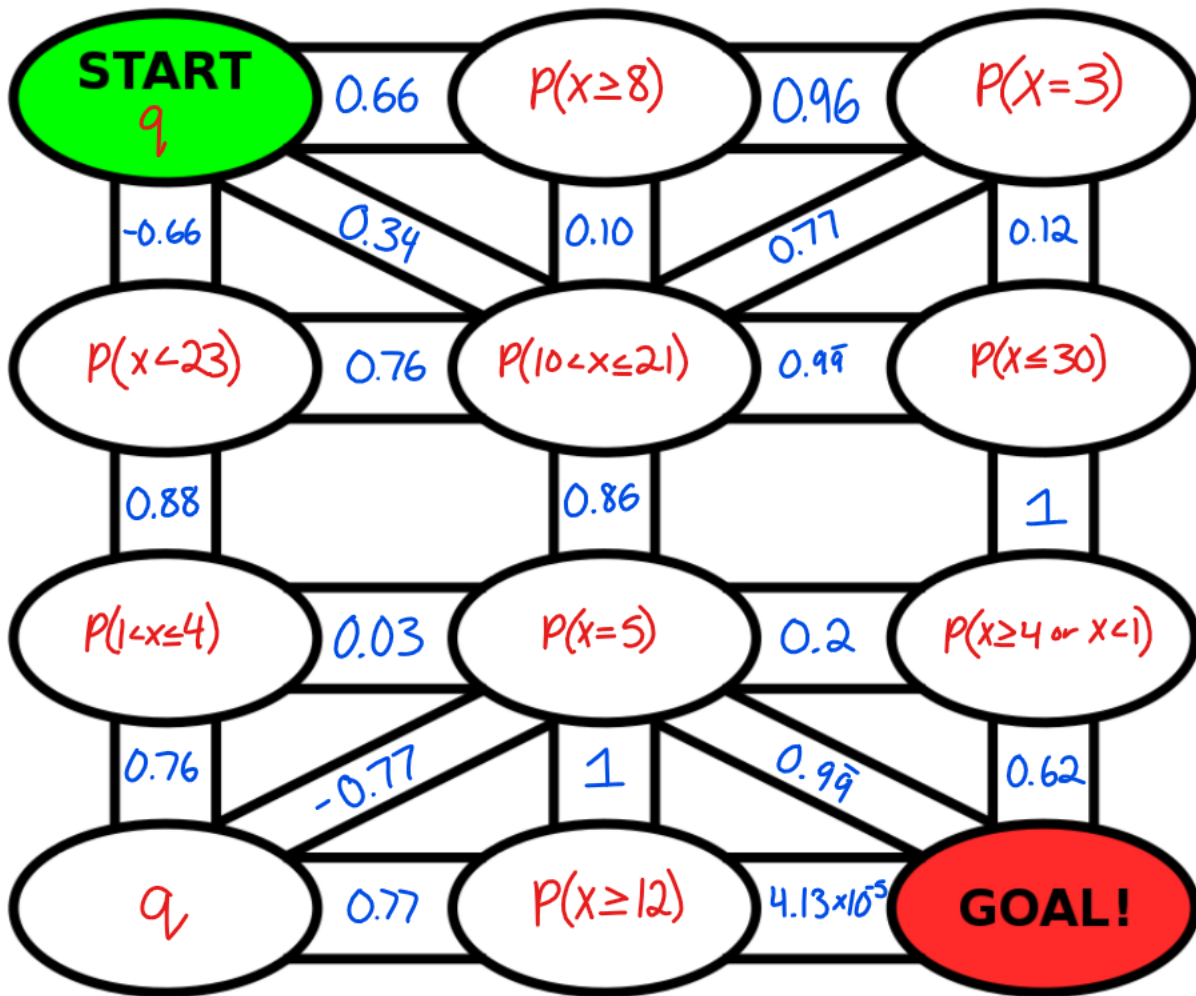 START
q
0.66
P(X≥8)
0.96
P(X=3)
-0.66
0.34
0.10
0.77
0.12
P(x<23)
0.76
P(10<x≤21)
0.99̅
P(x≤30)
0.88
0.86
1
P(1<x≤4)
0.03
P(x=5)
0.2
P(x≥4 or x<1)
0.76
-0.77
1
0.99̅
0.62
q
0.77
P(x≥12)
4.13×10⁻⁵
GOAL!